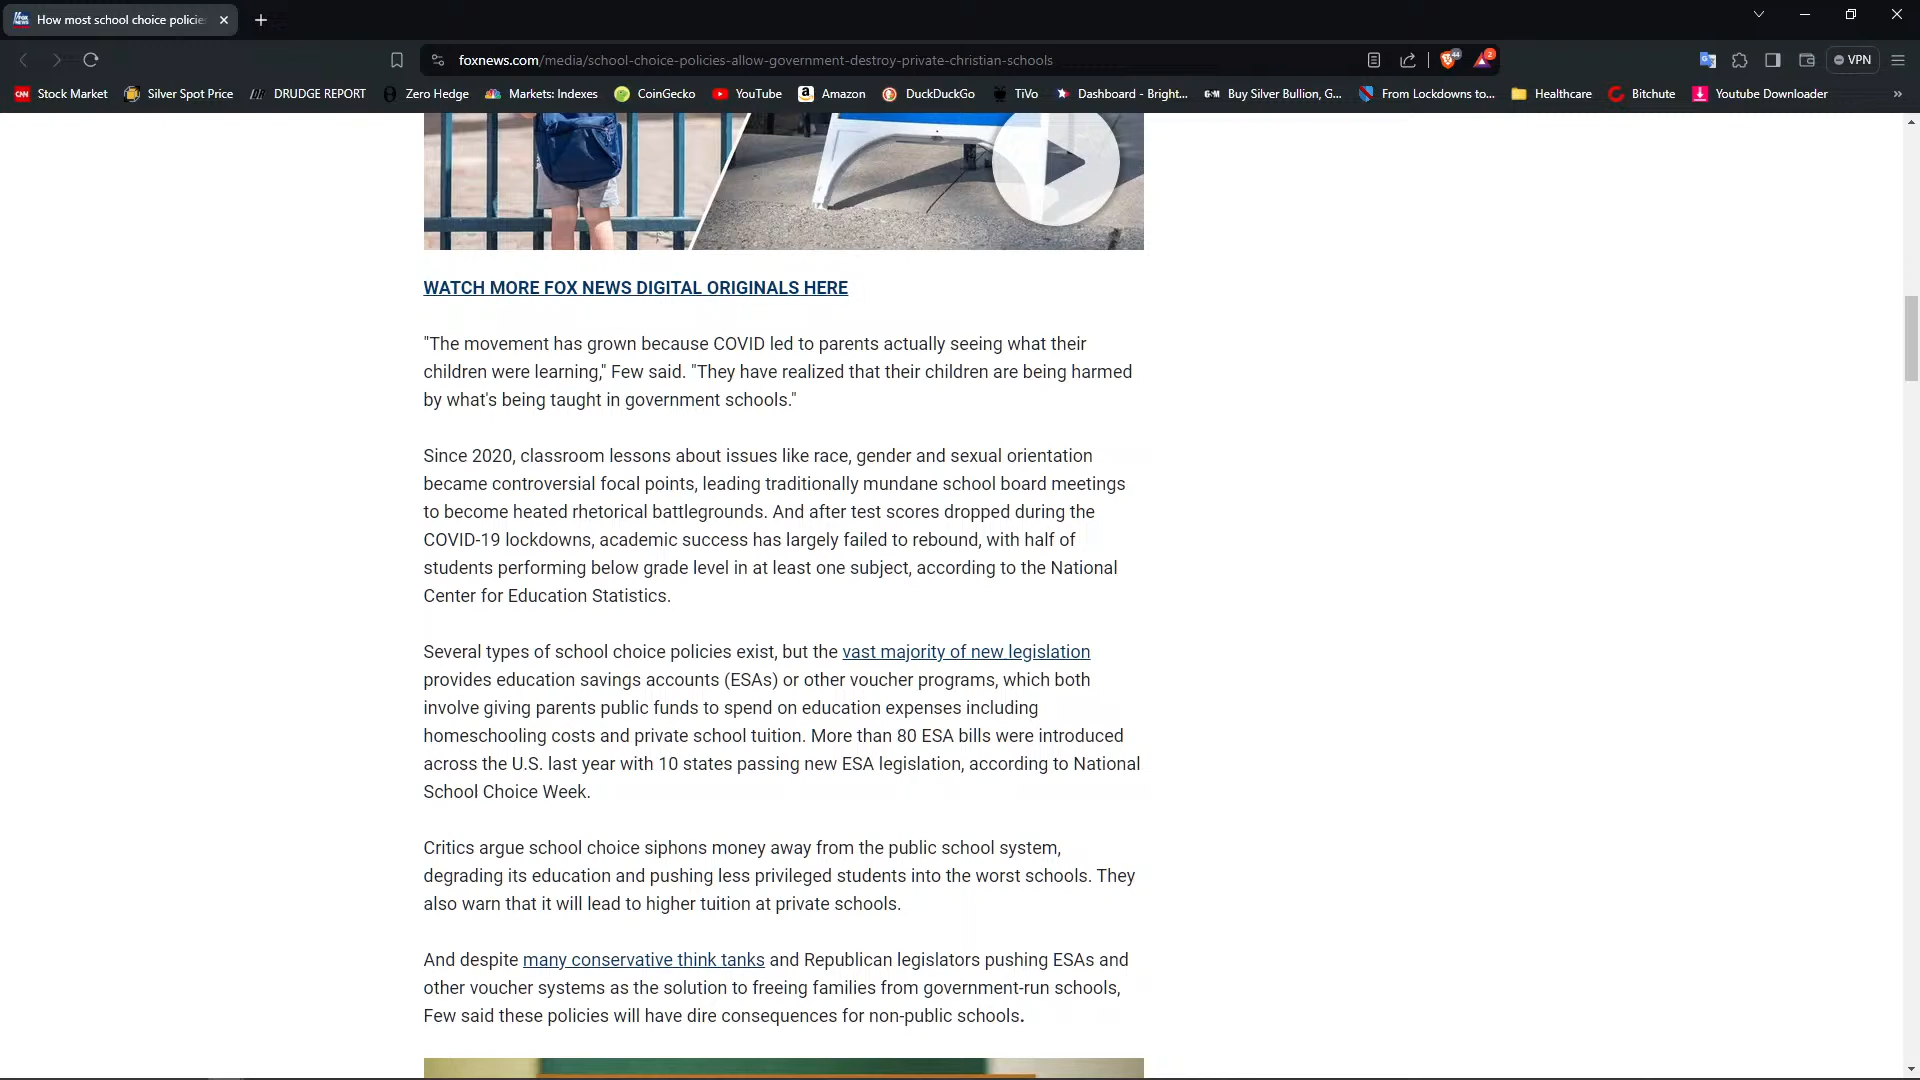 How most school choice policie
foxnews.com/media/school-choice-policies-allow-government-destroy-private-christian-schools
44
2
VPN
CNN Stock Market Silver Spot Price DR DRUDGE REPORT Zero Hedge Markets: Indexes CoinGecko YouTube Amazon DuckDuckGo TiVo Dashboard - Bright... Buy Silver Bullion, G... From Lockdowns to... Healthcare Bitchute Youtube Downloader »
WATCH MORE FOX NEWS DIGITAL ORIGINALS HERE
"The movement has grown because COVID led to parents actually seeing what their
children were learning," Few said. "They have realized that their children are being harmed
by what's being taught in government schools."
Since 2020, classroom lessons about issues like race, gender and sexual orientation
became controversial focal points, leading traditionally mundane school board meetings
to become heated rhetorical battlegrounds. And after test scores dropped during the
COVID-19 lockdowns, academic success has largely failed to rebound, with half of
students performing below grade level in at least one subject, according to the National
Center for Education Statistics.
Several types of school choice policies exist, but the vast majority of new legislation
provides education savings accounts (ESAs) or other voucher programs, which both
involve giving parents public funds to spend on education expenses including
homeschooling costs and private school tuition. More than 80 ESA bills were introduced
across the U.S. last year with 10 states passing new ESA legislation, according to National
School Choice Week.
Critics argue school choice siphons money away from the public school system,
degrading its education and pushing less privileged students into the worst schools. They
also warn that it will lead to higher tuition at private schools.
And despite many conservative think tanks and Republican legislators pushing ESAs and
other voucher systems as the solution to freeing families from government-run schools,
Few said these policies will have dire consequences for non-public schools.